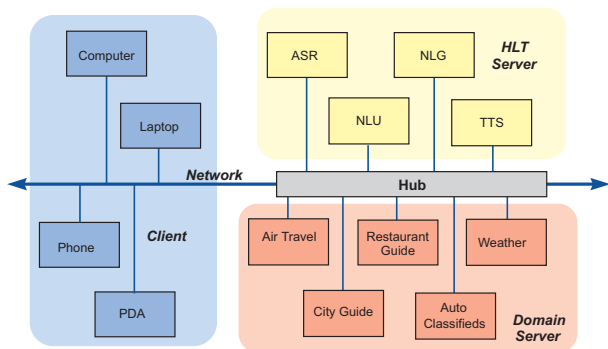 Computer
Laptop
Network
Phone
Client
PDA
ASR
NLG
HLT
Server
NLU
TTS
Hub
Air Travel
Restaurant
Guide
Weather
City Guide
Auto
Classifieds
Domain
Server